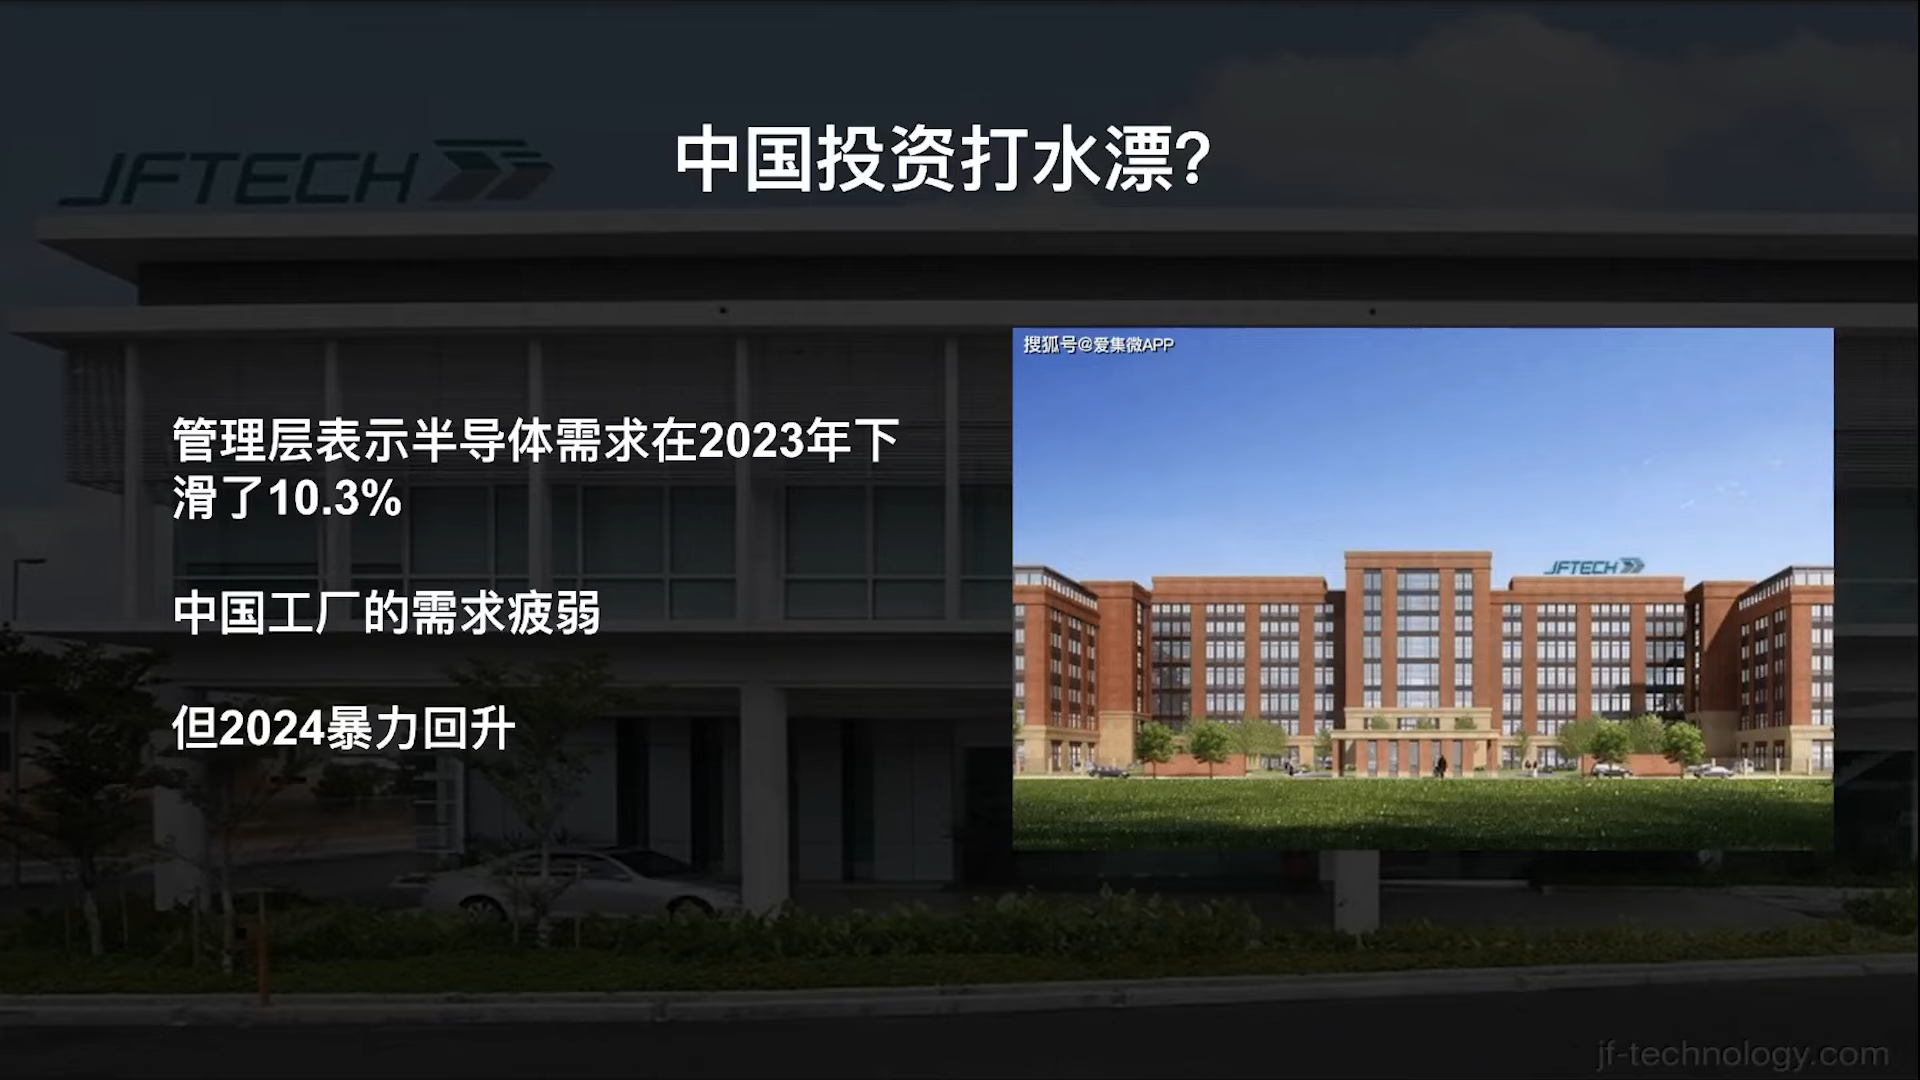 JFTECH
中国投资打水漂?
搜狐号@爱集微APP
JFTECH
管理层表示半导体需求在2023年下
滑了10.3%
中国工厂的需求疲弱
但2024暴力回升
jf-technology.com